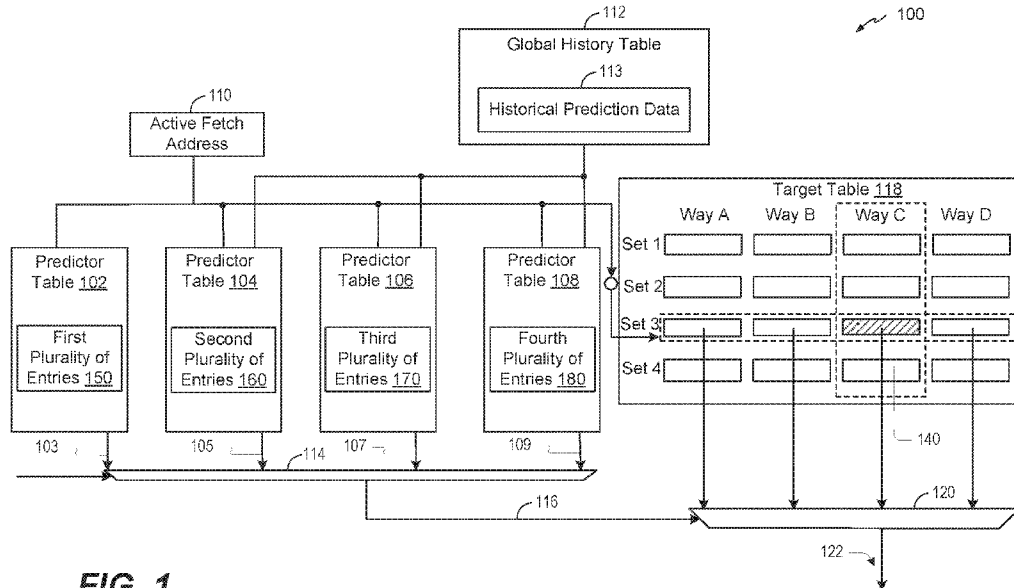 100
112
Global History Table
113
Historical Prediction Data
110
Active Fetch
Address
Target Table 118
Way A Way B Way C Way D
Set 1
Set 2
Set 3
Set 4
Predictor
Table 102
First
Plurality of
Entries 150
Predictor
Table 104
Second
Plurality of
Entries 160
Predictor
Table 106
Third
Plurality of
Entries 170
Predictor
Table 108
Fourth
Plurality of
Entries 180
103
105
107
109
114
140
116
120
122
FIG. 1